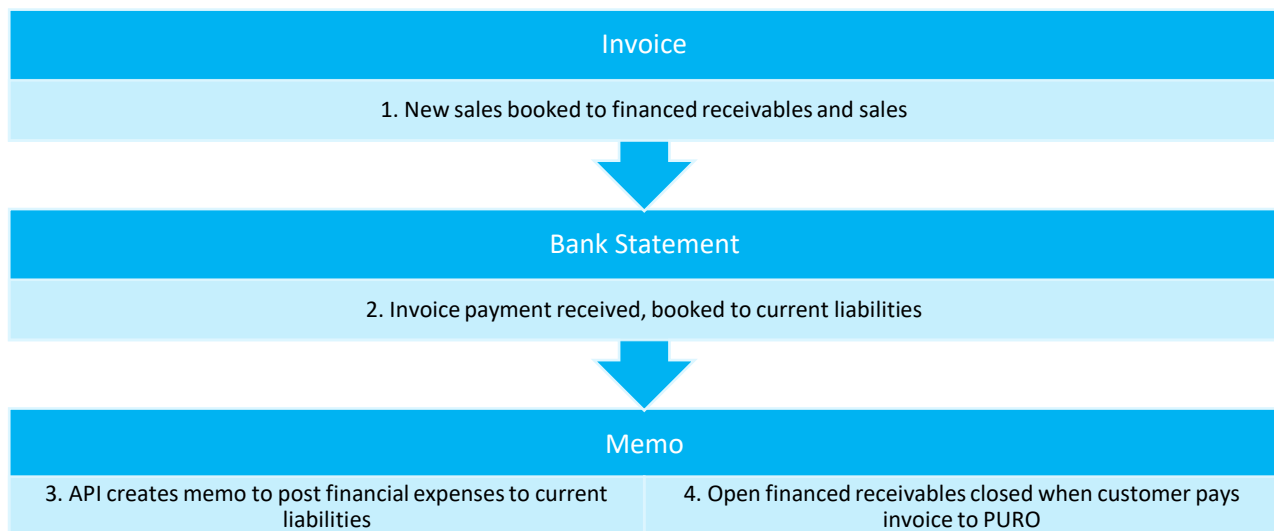 Invoice
1. New sales booked to financed receivables and sales
Bank Statement
2. Invoice payment received, booked to current liabilities
Memo
3. API creates memo to post financial expenses to current
liabilities
4. Open financed receivables closed when customer pays
invoice to PURO